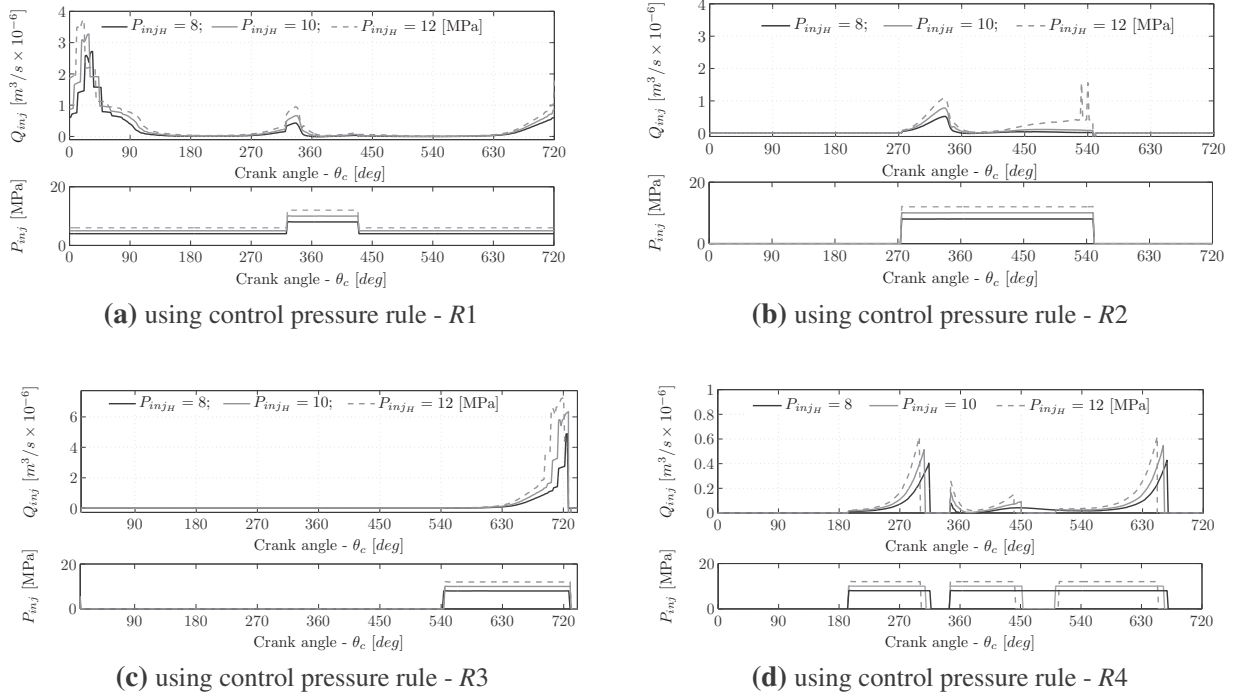 4
3
2
1
0
Q_{inj} [m^3/s × 10^{-6}]
P_{inj_H} = 8; P_{inj_H} = 10; P_{inj_H} = 12 [MPa]
0 90 180 270 360 450 540 630 720
Crank angle - θ_c [deg]
20
0
P_{inj} [MPa]
0 90 180 270 360 450 540 630 720
Crank angle - θ_c [deg]
(a) using control pressure rule - R1
4
3
2
1
0
Q_{inj} [m^3/s × 10^{-6}]
P_{inj_H} = 8; P_{inj_H} = 10; P_{inj_H} = 12 [MPa]
0 90 180 270 360 450 540 630 720
Crank angle - θ_c [deg]
20
0
P_{inj} [MPa]
0 90 180 270 360 450 540 630 720
Crank angle - θ_c [deg]
(b) using control pressure rule - R2
6
4
2
0
Q_{inj} [m^3/s × 10^{-6}]
P_{inj_H} = 8; P_{inj_H} = 10; P_{inj_H} = 12 [MPa]
90 180 270 360 450 540 630 720
Crank angle - θ_c [deg]
20
0
P_{inj} [MPa]
90 180 270 360 450 540 630 720
Crank angle - θ_c [deg]
(c) using control pressure rule - R3
1
0.8
0.6
0.4
0.2
0
Q_{inj} [m^3/s × 10^{-6}]
P_{inj_H} = 8 P_{inj_H} = 10 P_{inj_H} = 12 [MPa]
0 90 180 270 360 450 540 630 720
Crank angle - θ_c [deg]
20
0
P_{inj} [MPa]
0 90 180 270 360 450 540 630 720
Crank angle - θ_c [deg]
(d) using control pressure rule - R4